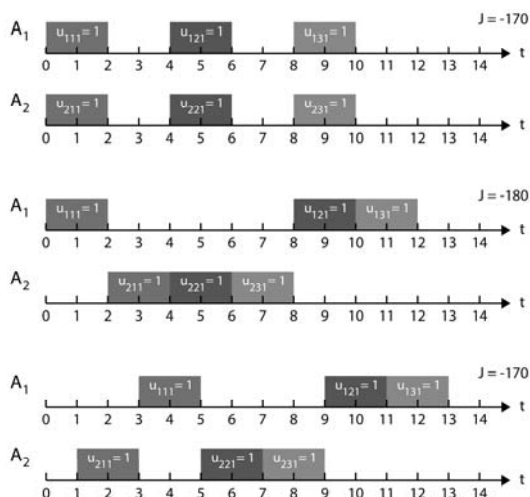 J = -170
A₁ u₁₁₁= 1 u₁₂₁= 1 u₁₃₁= 1
0 1 2 3 4 5 6 7 8 9 10 11 12 13 14 t
A₂ u₂₁₁= 1 u₂₂₁= 1 u₂₃₁= 1
0 1 2 3 4 5 6 7 8 9 10 11 12 13 14 t
J = -180
A₁ u₁₁₁= 1 u₁₂₁= 1 u₁₃₁= 1
0 1 2 3 4 5 6 7 8 9 10 11 12 13 14 t
A₂ u₂₁₁= 1 u₂₂₁= 1 u₂₃₁= 1
0 1 2 3 4 5 6 7 8 9 10 11 12 13 14 t
J = -170
A₁ u₁₁₁= 1 u₁₂₁= 1 u₁₃₁= 1
0 1 2 3 4 5 6 7 8 9 10 11 12 13 14 t
A₂ u₂₁₁= 1 u₂₂₁= 1 u₂₃₁= 1
0 1 2 3 4 5 6 7 8 9 10 11 12 13 14 t